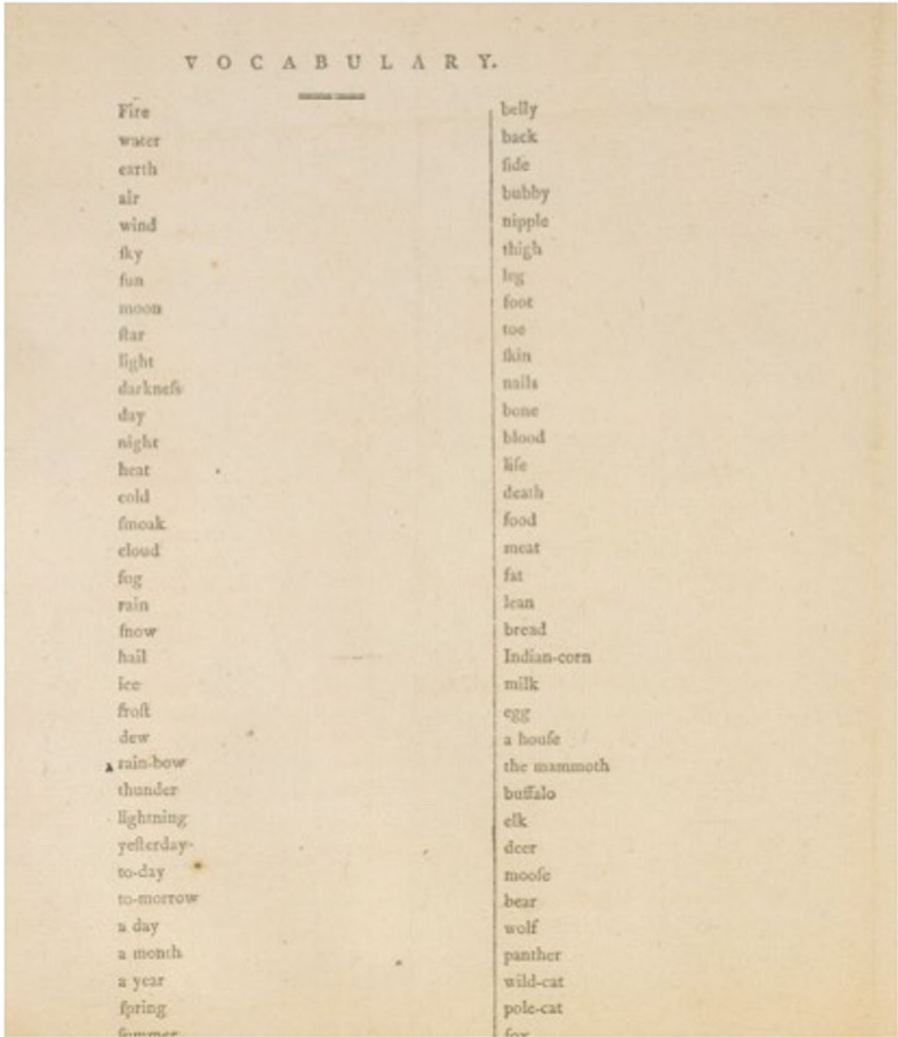 VOCABULARY.
Fire
water
earth
air
wind
ſky
ſun
moon
ſtar
light
darkneſs
day
night
heat
cold
ſmoak
cloud
fog
rain
ſnow
hail
ice
froſt
dew
rain-bow
thunder
lightning
yeſterday
to-day
to-morrow
a day
a month
a year
ſpring
ſummer
belly
back
ſide
bubby
nipple
thigh
leg
foot
toe
ſkin
nails
bone
blood
life
death
food
meat
fat
lean
bread
Indian-corn
milk
egg
a houſe
the mammoth
buffalo
elk
deer
mooſe
bear
wolf
panther
wild-cat
pole-cat
fox